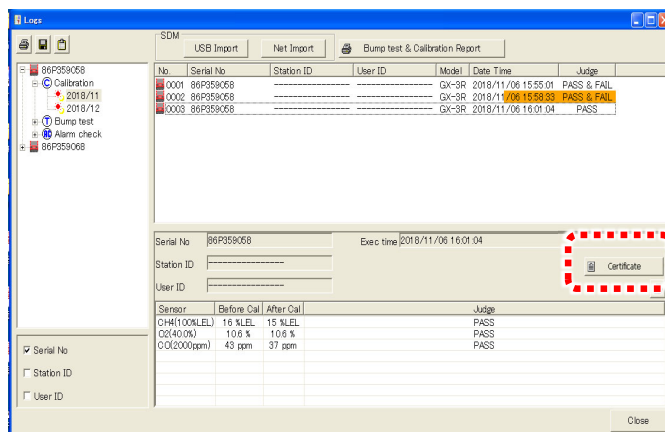 Logs
SDM
USB Import
Net Import
Bump test & Calibration Report
86P359058
Calibration
2018/11
2018/12
Bump test
Alarm check
86P359068
No. Serial No Station ID User ID Model Date Time Judge
0001 86P359058 ---------------- ---------------- GX-3R 2018/11/06 15:55:01 PASS & FAIL
0002 86P359058 ---------------- ---------------- GX-3R 2018/11/06 15:58:33 PASS & FAIL
0003 86P359058 ---------------- ---------------- GX-3R 2018/11/06 16:01:04 PASS
Serial No 86P359058 Exec time 2018/11/06 16:01:04
Station ID ----------------
User ID ----------------
Certificate
Sensor Before Cal After Cal Judge
CH4(100%LEL) 16 %LEL 15 %LEL PASS
O2(40.0%) 10.6 % 10.6 % PASS
CO(2000ppm) 43 ppm 37 ppm PASS
Serial No
Station ID
User ID
Close